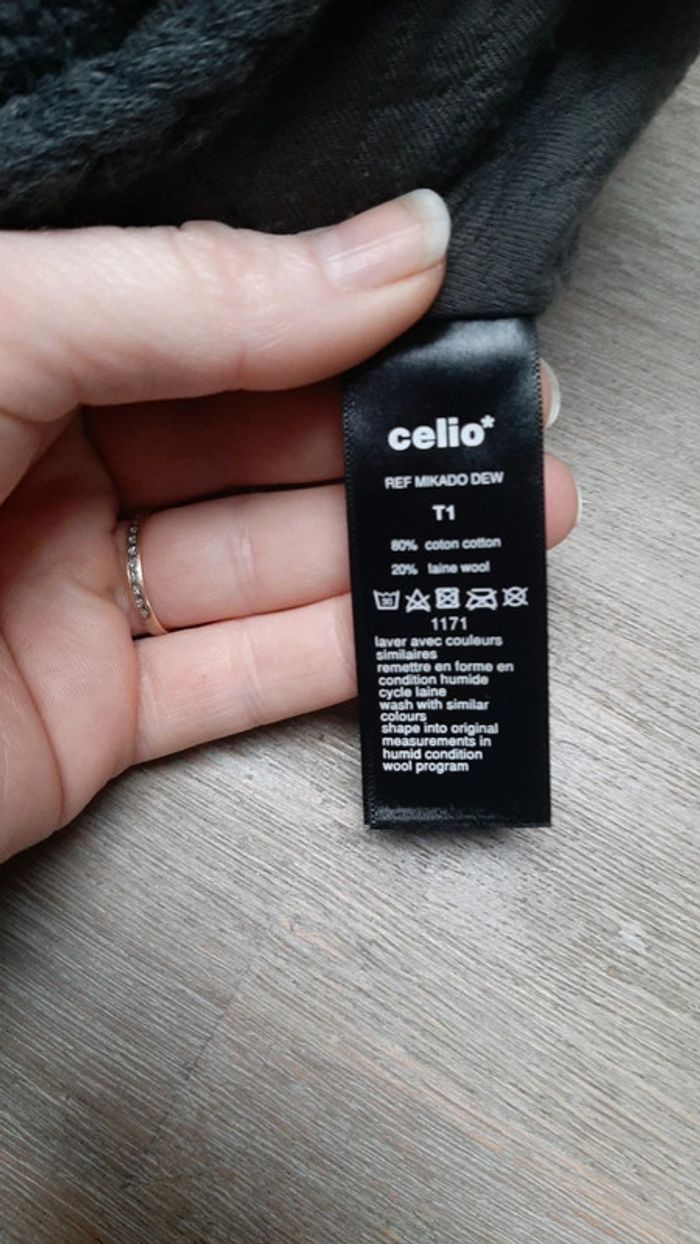 celio*
REF MIKADO DEW
T1
80% coton cotton
20% laine wool
30
1171
laver avec couleurs
similaires
remettre en forme en
condition humide
cycle laine
wash with similar
colours
shape into original
measurements in
humid condition
wool program